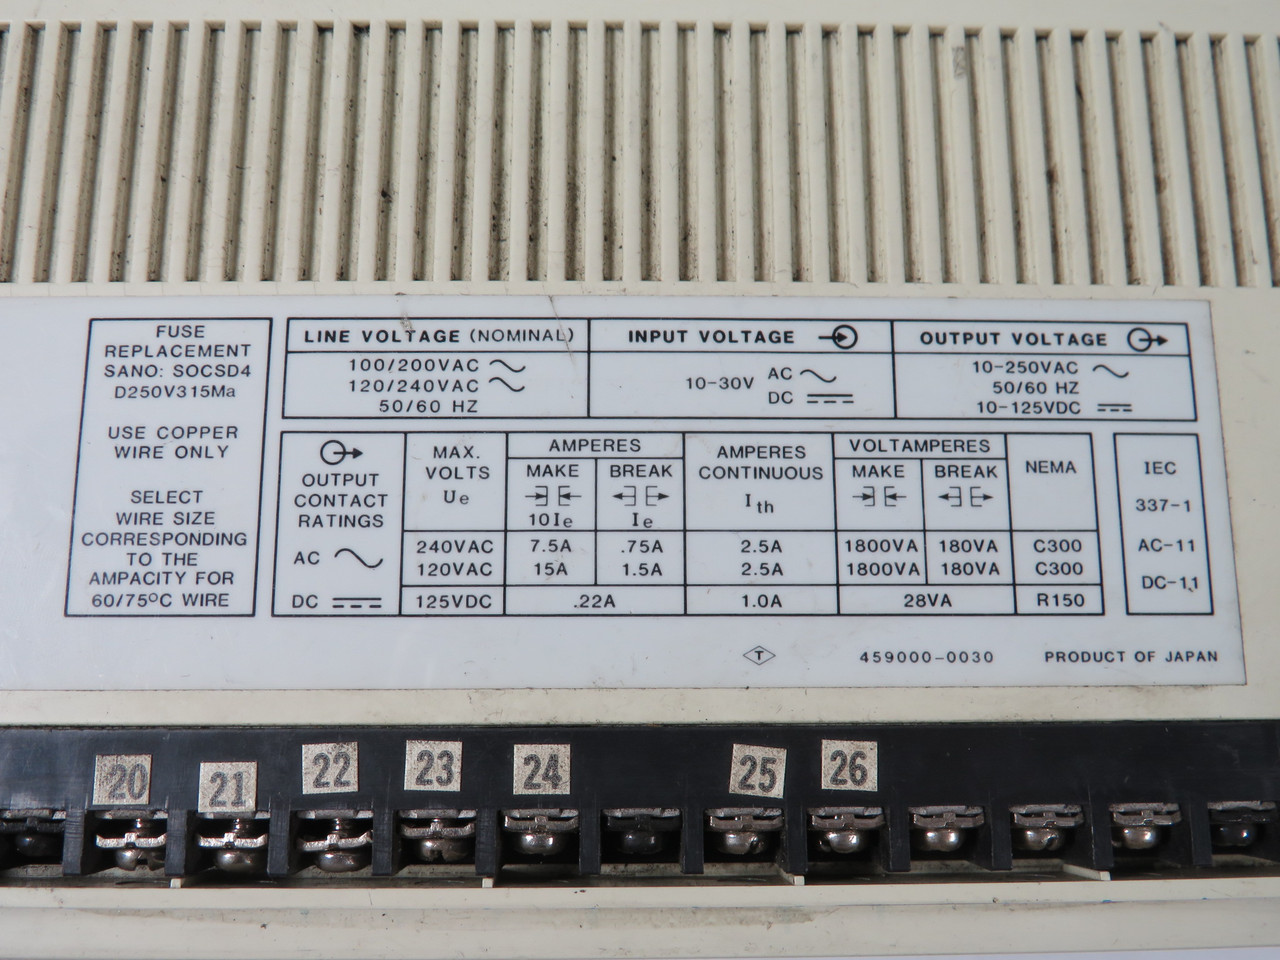 FUSE
REPLACEMENT
SANO: SOCSD4
D250V315Ma
USE COPPER
WIRE ONLY
SELECT
WIRE SIZE
CORRESPONDING
TO THE
AMPACITY FOR
60/75°C WIRE
LINE VOLTAGE (NOMINAL)
100/200VAC
120/240VAC
50/60 HZ
INPUT VOLTAGE
10-30V AC
DC
OUTPUT VOLTAGE
10-250VAC
50/60 HZ
10-125VDC
OUTPUT
CONTACT
RATINGS
MAX.
VOLTS
Ue
AMPERES
MAKE BREAK
10Ie Ie
AMPERES
CONTINUOUS
Ith
VOLTAMPERES
MAKE BREAK
NEMA
AC 240VAC 7.5A .75A 2.5A 1800VA 180VA C300
120VAC 15A 1.5A 2.5A 1800VA 180VA C300
DC 125VDC .22A 1.0A 28VA R150
IEC
337-1
AC-11
DC-11
T 459000-0030 PRODUCT OF JAPAN
20 21 22 23 24 25 26